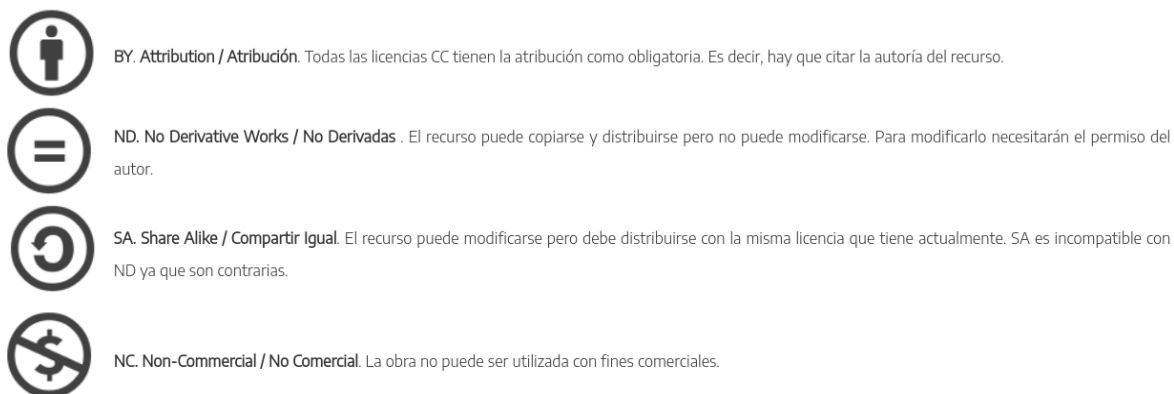 BY. Attribution / Atribución. Todas las licencias CC tienen la atribución como obligatoria. Es decir, hay que citar la autoría del recurso.
ND. No Derivative Works / No Derivadas . El recurso puede copiarse y distribuirse pero no puede modificarse. Para modificarlo necesitarán el permiso del
autor.
SA. Share Alike / Compartir Igual. El recurso puede modificarse pero debe distribuirse con la misma licencia que tiene actualmente. SA es incompatible con
ND ya que son contrarias.
$
NC. Non-Commercial / No Comercial. La obra no puede ser utilizada con fines comerciales.